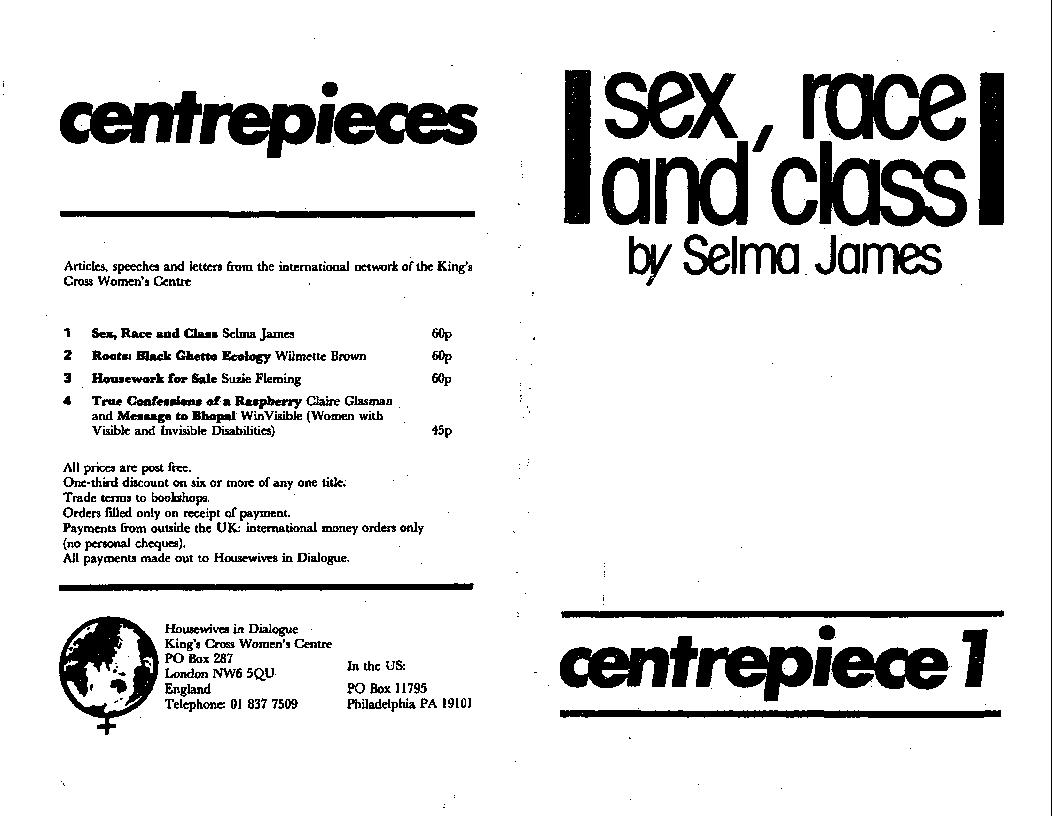 centrepieces
Articles, speeches and letters from the international network of the King's
Cross Women's Centre
1 Sex, Race and Class Selma James 60p
2 Roots: Black Ghetto Ecology Wilmette Brown 60p
3 Housework for Sale Suzie Fleming 60p
4 True Confessions of a Raspberry Claire Glasman
and Message to Bhopal WinVisible (Women with
Visible and Invisible Disabilities) 45p
All prices are post free.
One-third discount on six or more of any one title.
Trade terms to bookshops.
Orders filled only on receipt of payment.
Payments from outside the UK: international money orders only
(no personal cheques).
All payments made out to Housewives in Dialogue.
Housewives in Dialogue
King's Cross Women's Centre
PO Box 287
London NW6 5QU
England
Telephone: 01 837 7509
In the US:
PO Box 11795
Philadelphia PA 19101
sex, race
and class
by Selma James
centrepiece 1